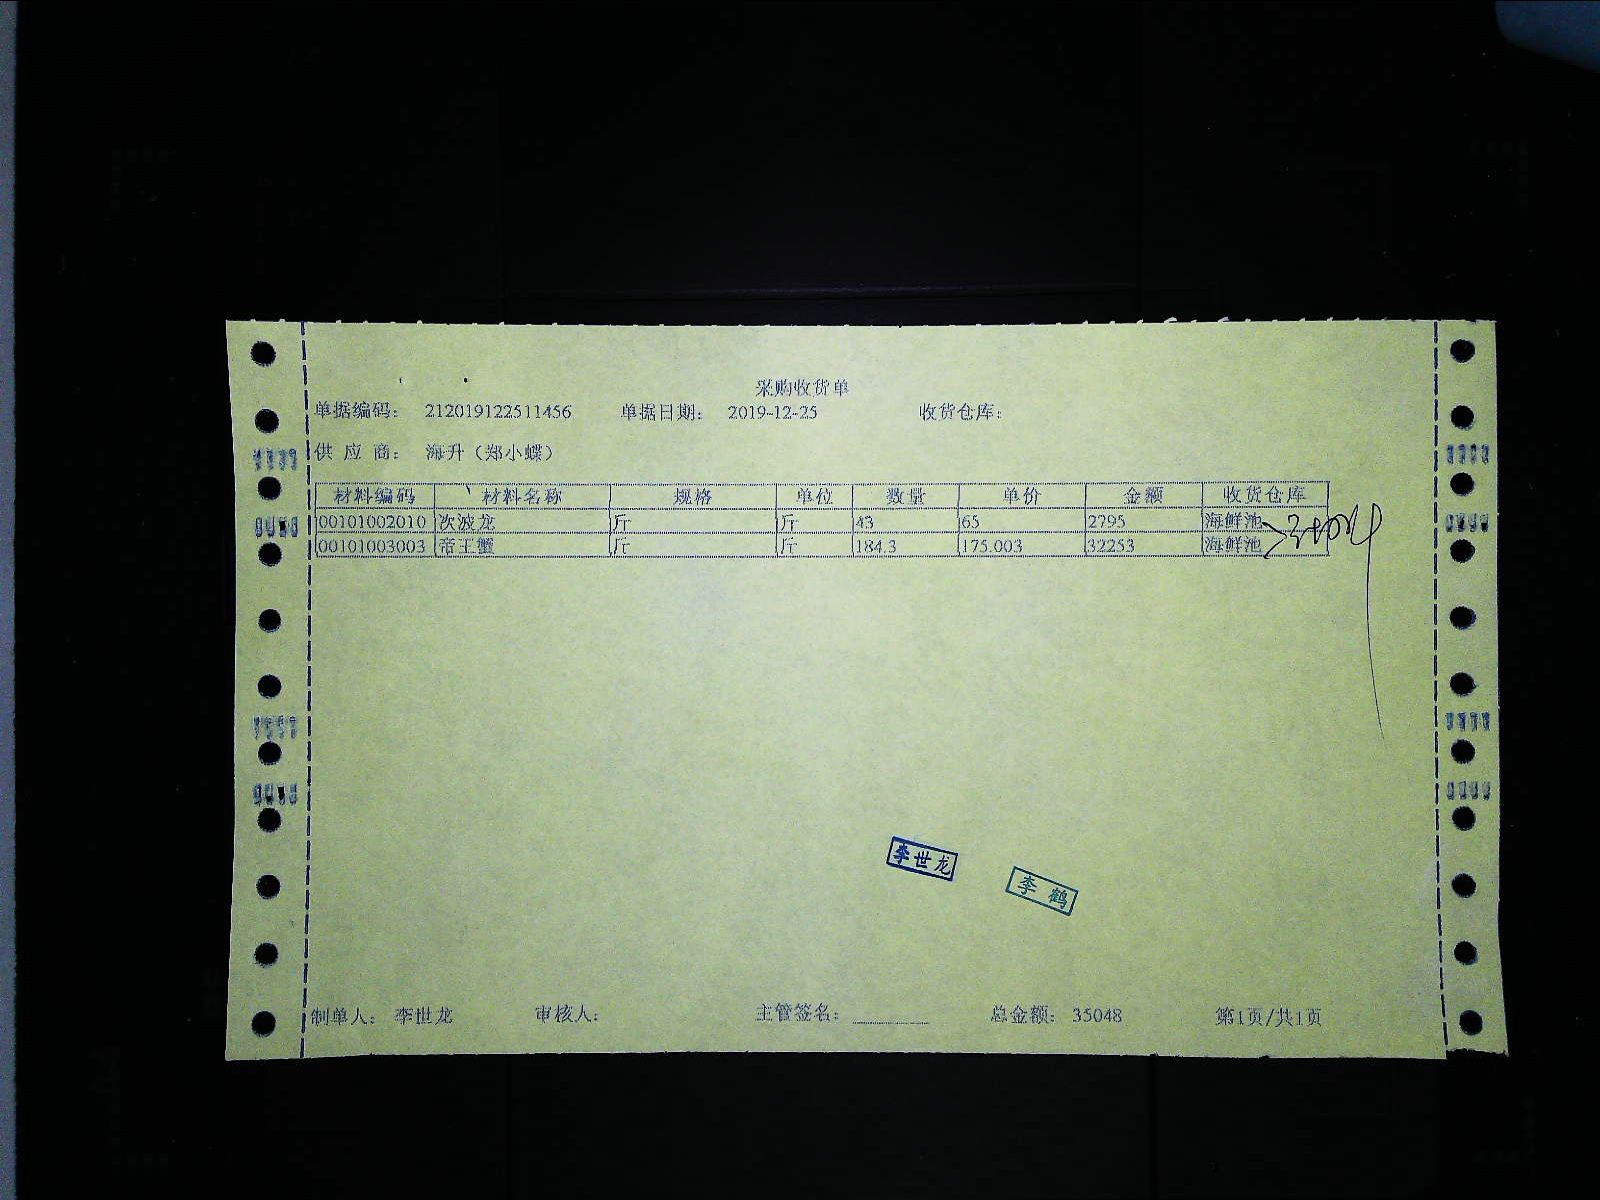 采购收货单
单据编码: 212019122511456 单据日期: 2019-12-25 收货仓库:
供 应 商: 海升（郑小蝶）
材料编码 材料名称 规格 单位 数量 单价 金额 收货仓库
00101002010 次波龙 斤 斤 43 65 2795 海鲜池
00101003003 帝王蟹 斤 斤 184.3 175.003 32253 海鲜池
李世龙
李鹤
制单人: 李世龙 审核人: 主管签名: 总金额: 35048 第1页/共1页